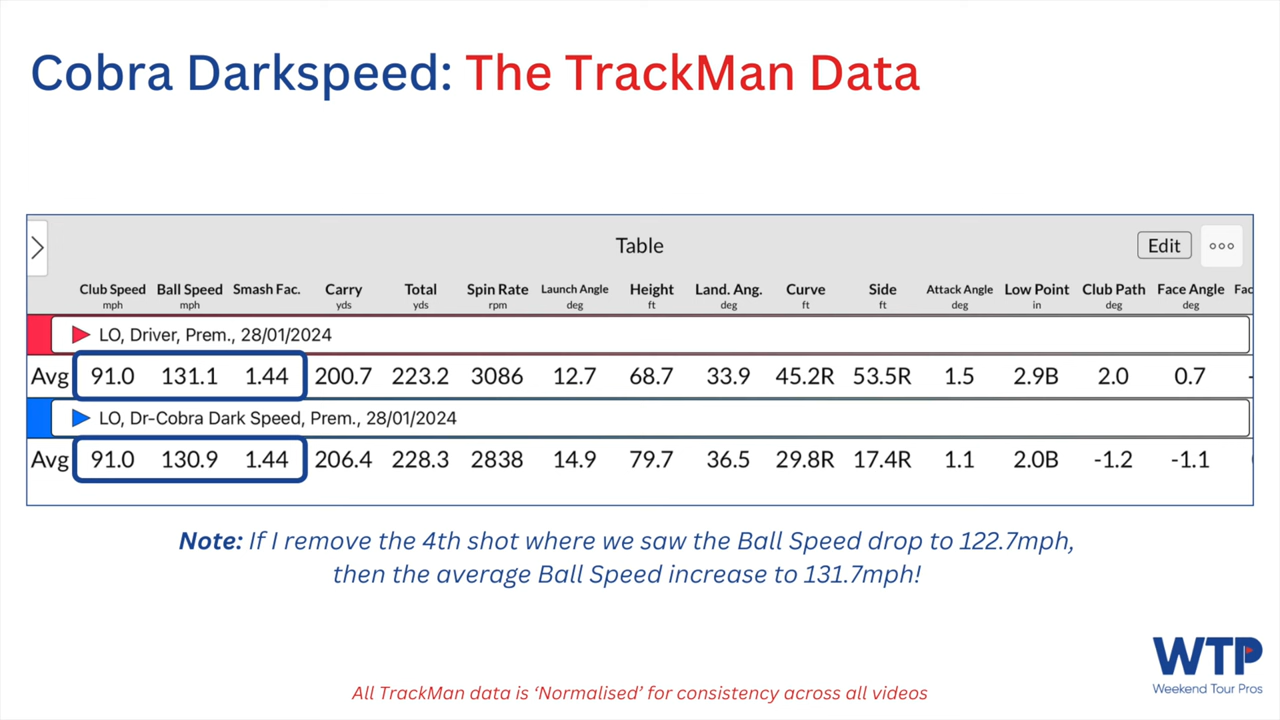 Cobra Darkspeed: The TrackMan Data
Table
Edit
Club Speed Ball Speed Smash Fac. Carry Total Spin Rate Launch Angle Height Land. Ang. Curve Side Attack Angle Low Point Club Path Face Angle Fac
mph mph yds yds rpm deg ft deg ft ft deg in deg deg
LO, Driver, Prem., 28/01/2024
Avg 91.0 131.1 1.44 200.7 223.2 3086 12.7 68.7 33.9 45.2R 53.5R 1.5 2.9B 2.0 0.7
LO, Dr-Cobra Dark Speed, Prem., 28/01/2024
Avg 91.0 130.9 1.44 206.4 228.3 2838 14.9 79.7 36.5 29.8R 17.4R 1.1 2.0B -1.2 -1.1
Note: If I remove the 4th shot where we saw the Ball Speed drop to 122.7mph,
then the average Ball Speed increase to 131.7mph!
WTP
Weekend Tour Pros
All TrackMan data is ‘Normalised’ for consistency across all videos